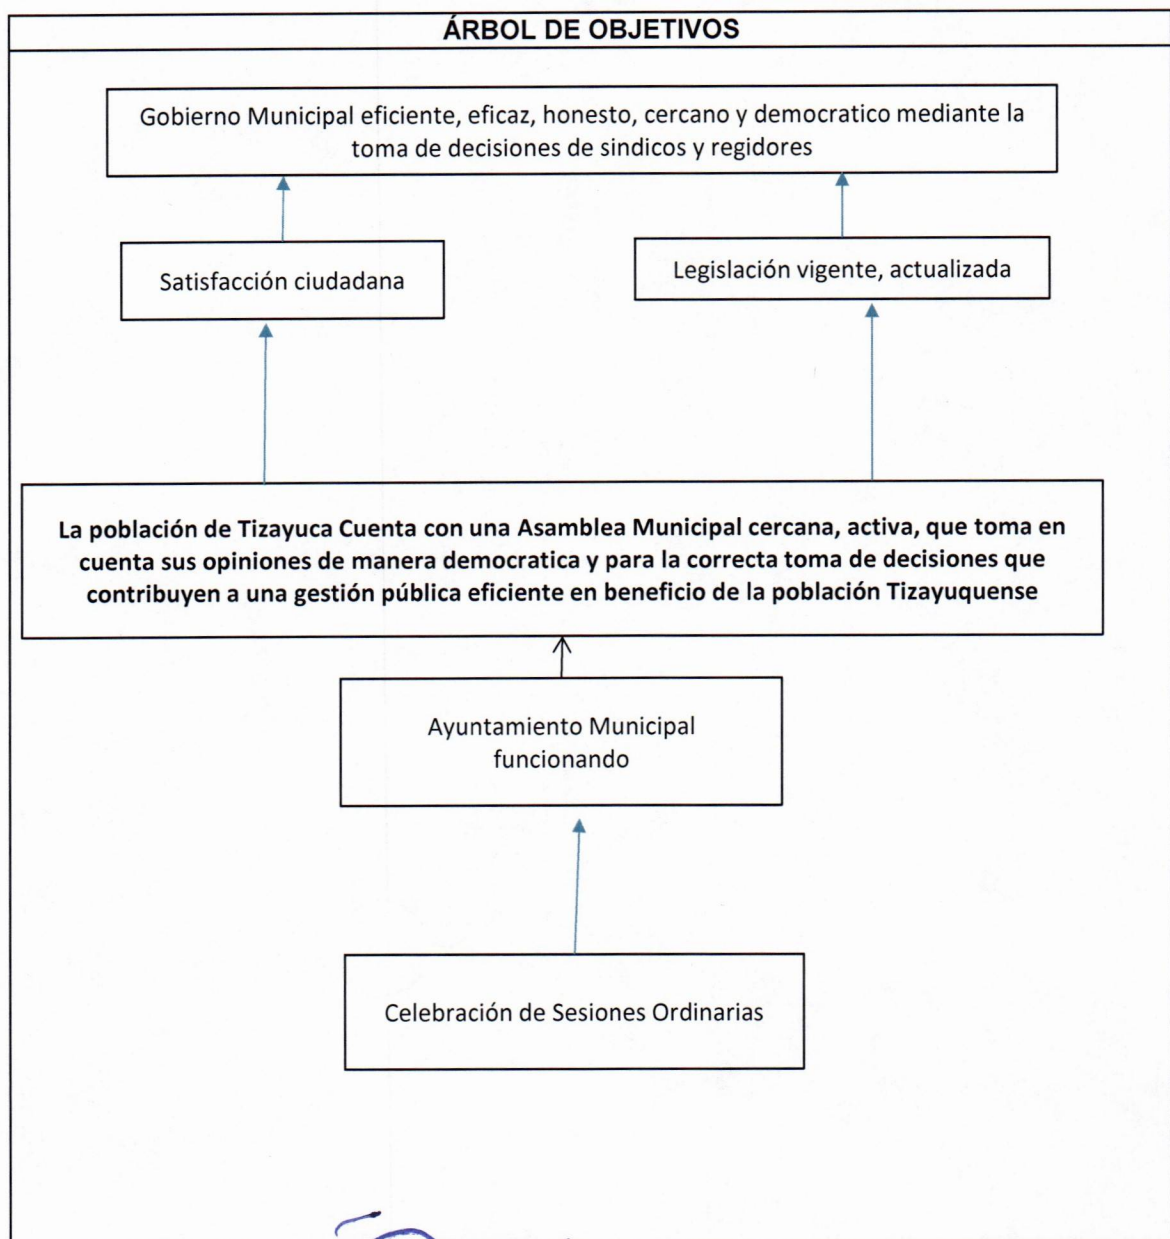 ÁRBOL DE OBJETIVOS
Gobierno Municipal eficiente, eficaz, honesto, cercano y democratico mediante la
toma de decisiones de sindicos y regidores
Satisfacción ciudadana
Legislación vigente, actualizada
La población de Tizayuca Cuenta con una Asamblea Municipal cercana, activa, que toma en
cuenta sus opiniones de manera democratica y para la correcta toma de decisiones que
contribuyen a una gestión pública eficiente en beneficio de la población Tizayuquense
Ayuntamiento Municipal
funcionando
Celebración de Sesiones Ordinarias